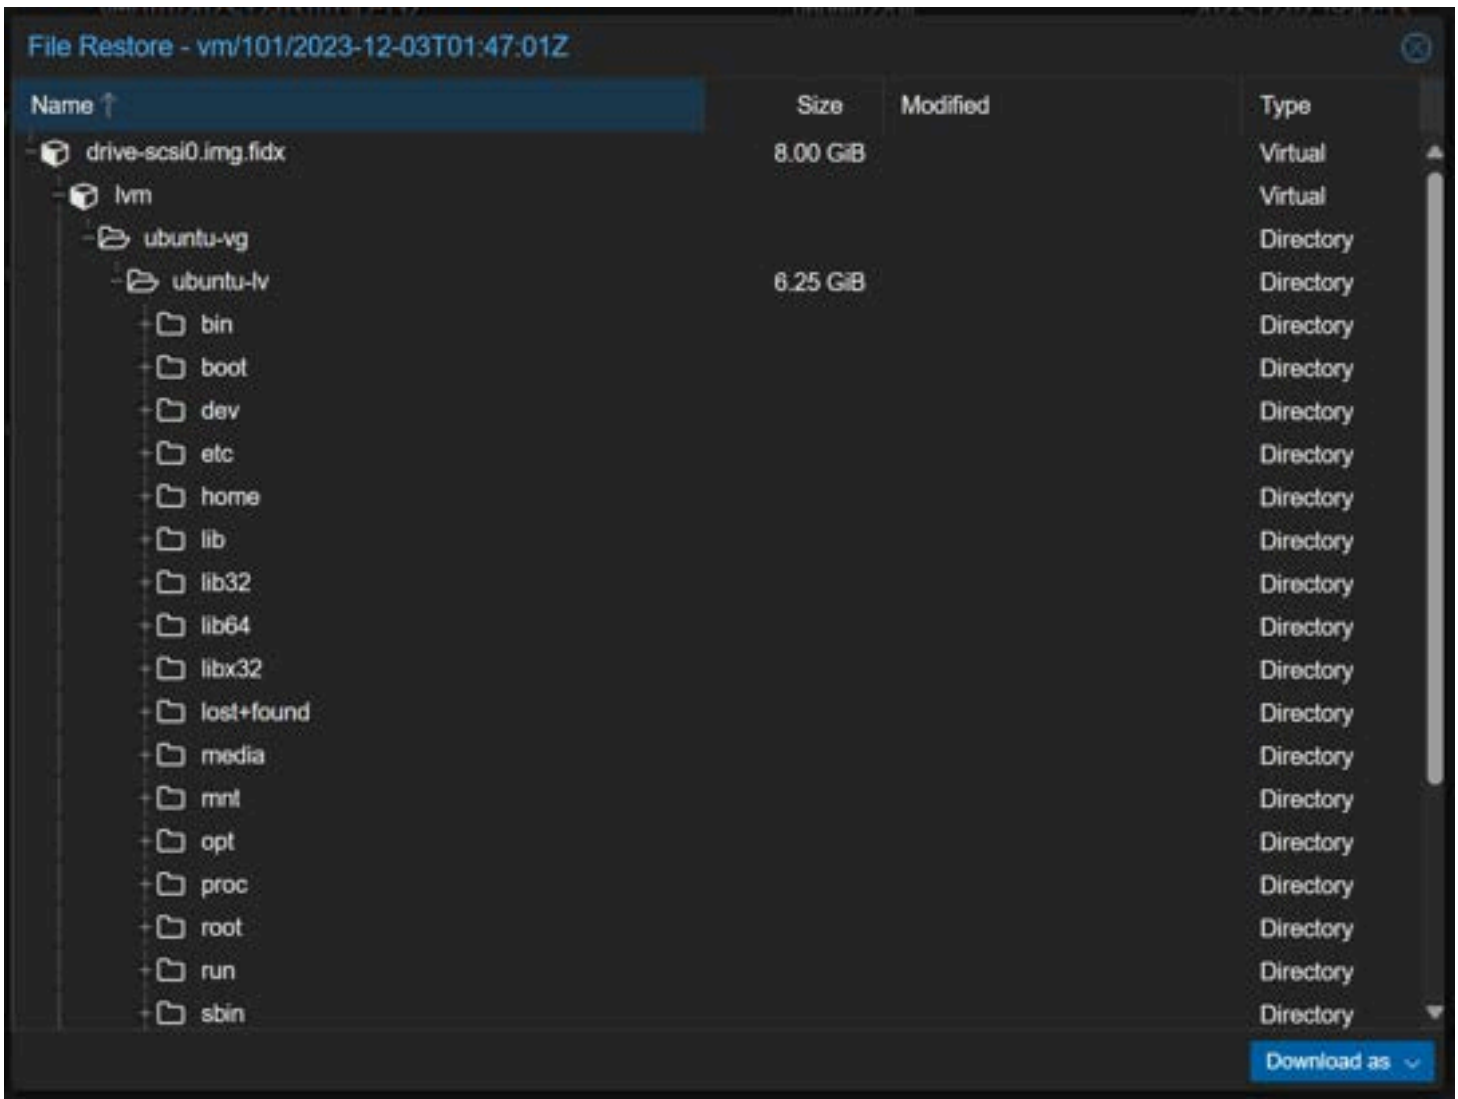 File Restore - vm/101/2023-12-03T01:47:01Z
Name ↑ Size Modified Type
drive-scsi0.img.fidx 8.00 GiB Virtual
lvm Virtual
ubuntu-vg Directory
ubuntu-lv 6.25 GiB Directory
bin Directory
boot Directory
dev Directory
etc Directory
home Directory
lib Directory
lib32 Directory
lib64 Directory
libx32 Directory
lost+found Directory
media Directory
mnt Directory
opt Directory
proc Directory
root Directory
run Directory
sbin Directory
Download as